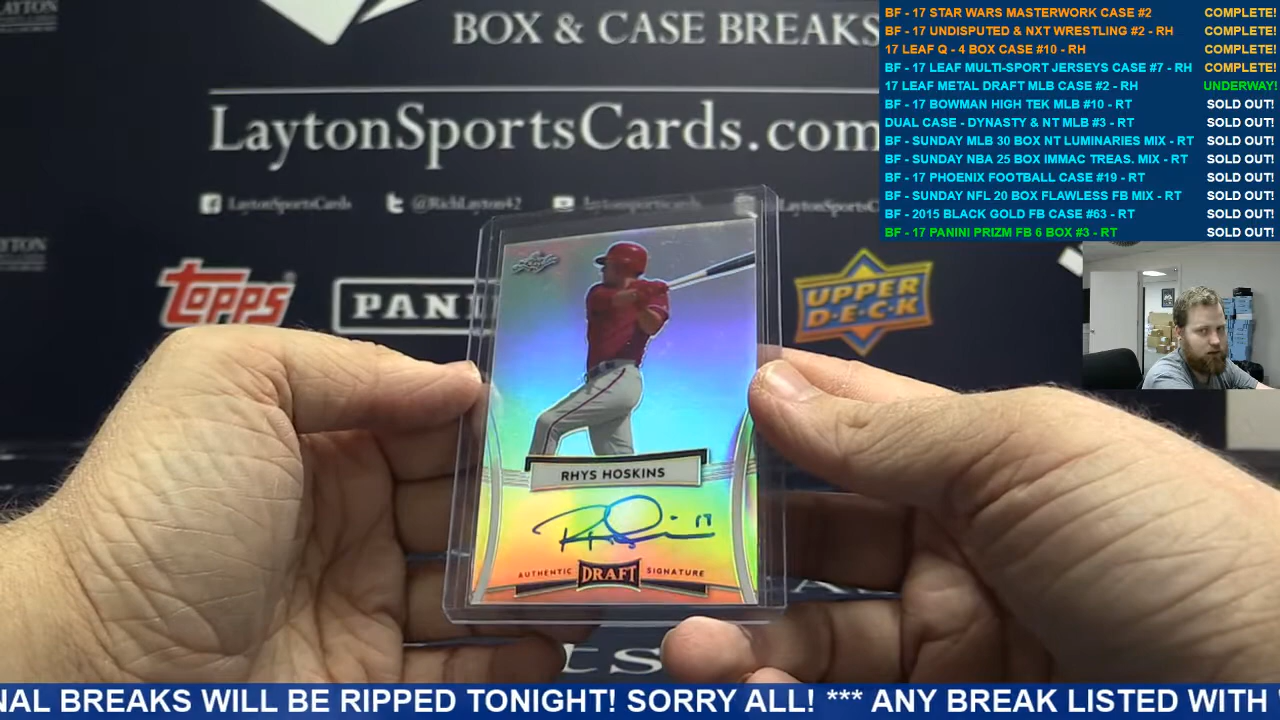 LAYTON
BOX & CASE BREAKS
LaytonSportsCards.com
LaytonSportsCards
@RichLayton42
Laytonsportscards
LaytonSportsC
TOPPS
PANI
UPPER
D·E·C·K
Leaf
RHYS HOSKINS
17
AUTHENTIC DRAFT SIGNATURE
ts
BF - 17 STAR WARS MASTERWORK CASE #2 COMPLETE!
BF - 17 UNDISPUTED & NXT WRESTLING #2 - RH COMPLETE!
17 LEAF Q - 4 BOX CASE #10 - RH COMPLETE!
BF - 17 LEAF MULTI-SPORT JERSEYS CASE #7 - RH COMPLETE!
17 LEAF METAL DRAFT MLB CASE #2 - RH UNDERWAY!
BF - 17 BOWMAN HIGH TEK MLB #10 - RT SOLD OUT!
DUAL CASE - DYNASTY & NT MLB #3 - RT SOLD OUT!
BF - SUNDAY MLB 30 BOX NT LUMINARIES MIX - RT SOLD OUT!
BF - SUNDAY NBA 25 BOX IMMAC TREAS. MIX - RT SOLD OUT!
BF - 17 PHOENIX FOOTBALL CASE #19 - RT SOLD OUT!
BF - SUNDAY NFL 20 BOX FLAWLESS FB MIX - RT SOLD OUT!
BF - 2015 BLACK GOLD FB CASE #63 - RT SOLD OUT!
BF - 17 PANINI PRIZM FB 6 BOX #3 - RT SOLD OUT!
NAL BREAKS WILL BE RIPPED TONIGHT! SORRY ALL! *** ANY BREAK LISTED WITH